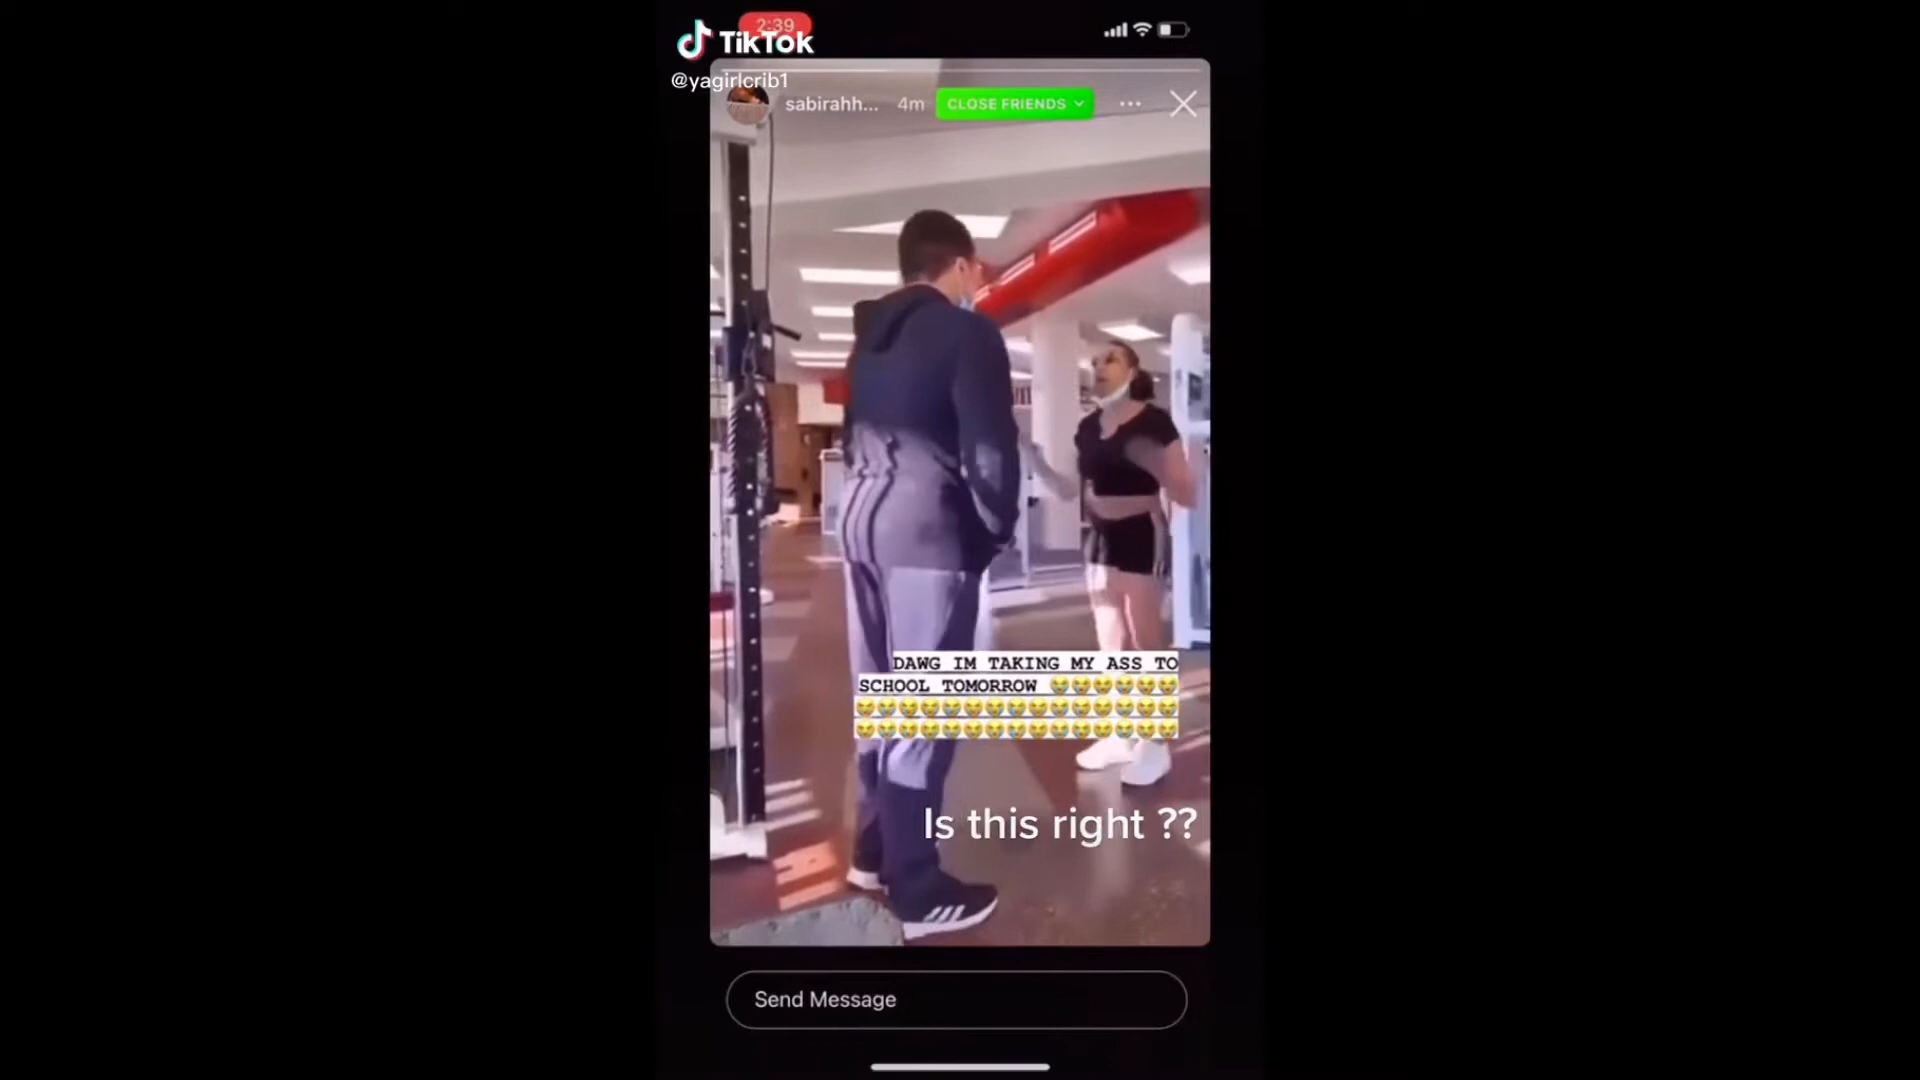 2:39
TikTok
@yagirlcrib1
sabirahh... 4m CLOSE FRIENDS
DAWG IM TAKING MY ASS TO
SCHOOL TOMORROW 😭😭😭😭😭😭
😭😭😭😭😭😭😭😭😭😭😭😭😭😭😭
😭😭😭😭😭😭😭😭😭😭😭😭😭😭😭
Is this right ??
Send Message